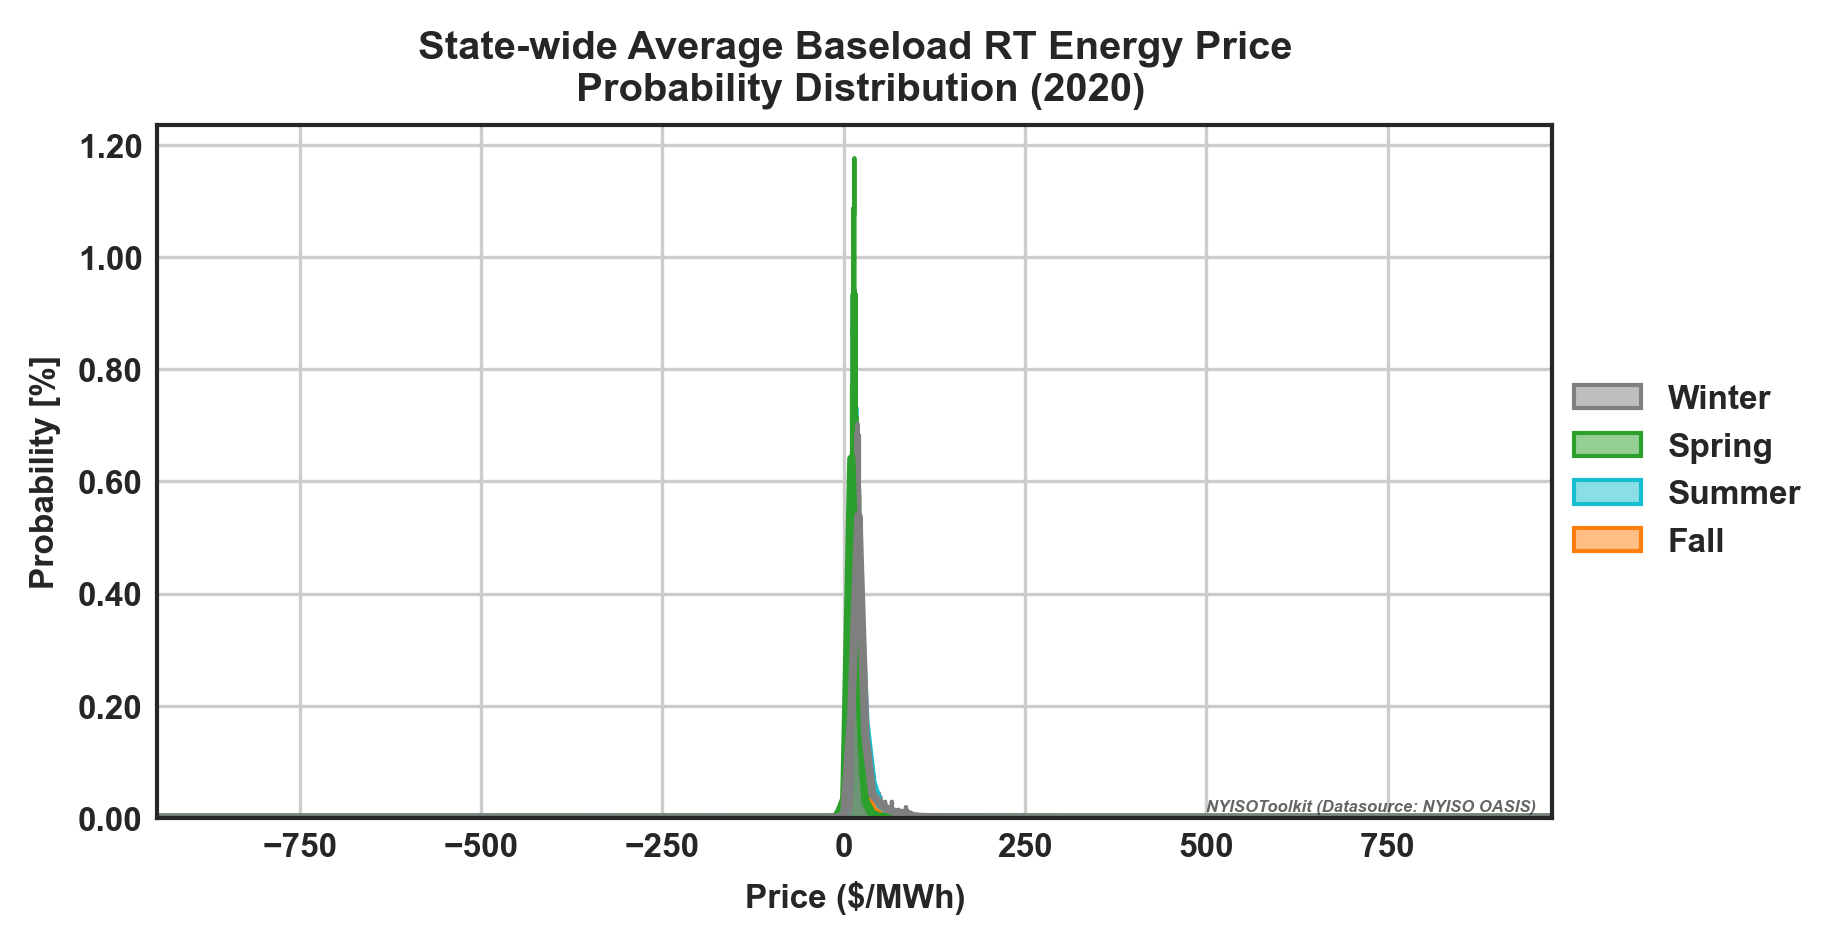 State-wide Average Baseload RT Energy Price
Probability Distribution (2020)
1.20
1.00
0.80
0.60
0.40
0.20
0.00
Probability [%]
Winter
Spring
Summer
Fall
NYISOToolkit (Datasource: NYISO OASIS)
−750 −500 −250 0 250 500 750
Price ($/MWh)